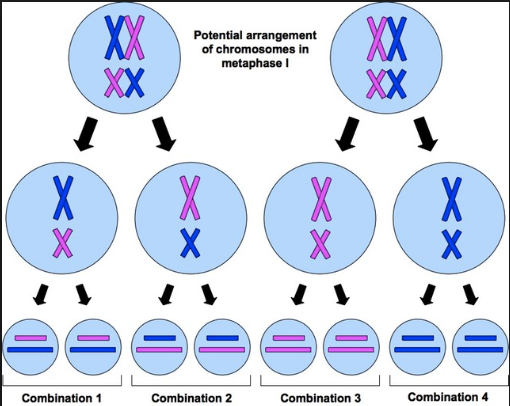 Potential arrangement
of chromosomes in
metaphase I
Combination 1
Combination 2
Combination 3
Combination 4